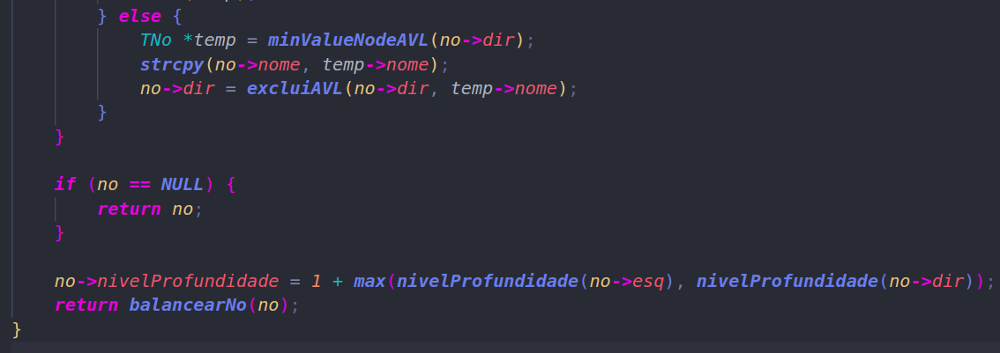 } else {
TNo *temp = minValueNodeAVL(no->dir);
strcpy(no->nome, temp->nome);
no->dir = excluiAVL(no->dir, temp->nome);
}
}
if (no == NULL) {
return no;
}
no->nivelProfundidade = 1 + max(nivelProfundidade(no->esq), nivelProfundidade(no->dir));
return balancearNo(no);
}